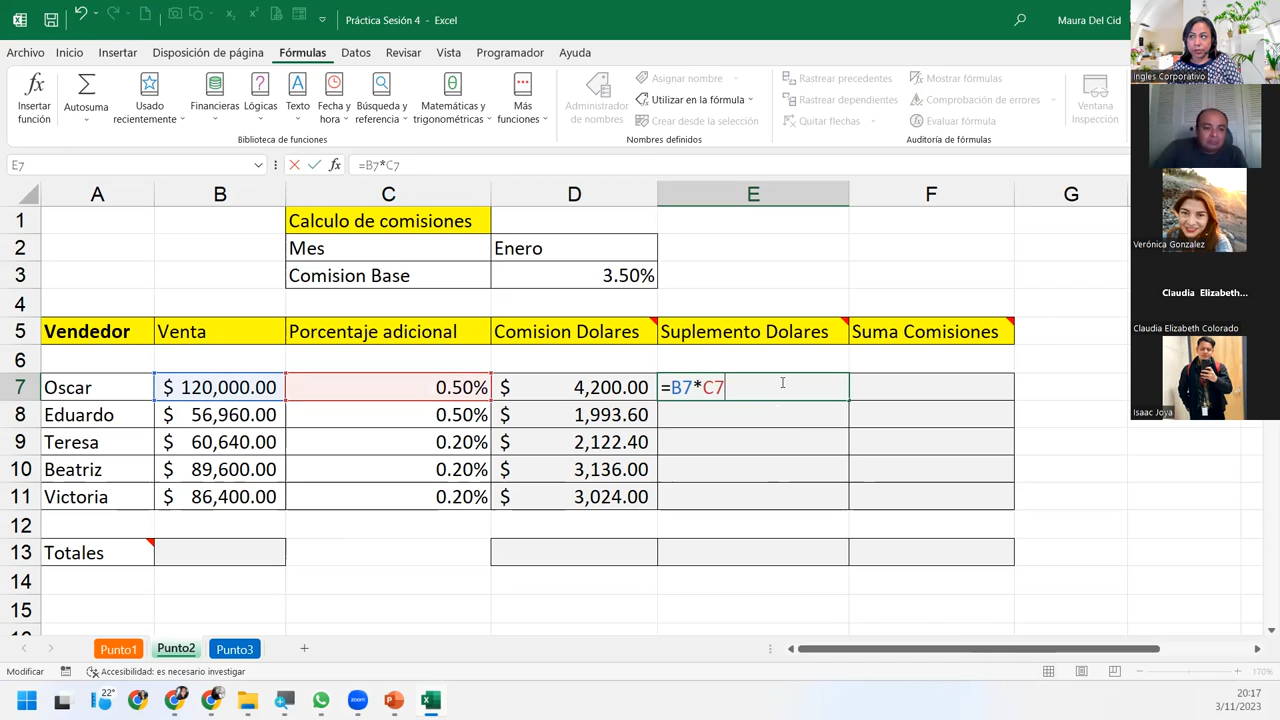 Práctica Sesión 4 - Excel
Maura Del Cid
Archivo Inicio Insertar Disposición de página Fórmulas Datos Revisar Vista Programador Ayuda
fx Insertar función
Σ Autosuma
Usado recientemente
Financieras
Lógicas
Texto
Fecha y hora
Búsqueda y referencia
Matemáticas y trigonométricas
Más funciones
Biblioteca de funciones
Administrador de nombres
Asignar nombre
Utilizar en la fórmula
Crear desde la selección
Nombres definidos
Rastrear precedentes
Rastrear dependientes
Quitar flechas
Mostrar fórmulas
Comprobación de errores
Evaluar fórmula
Auditoría de fórmulas
Ventana Inspección
E7 fx =B7*C7
A B C D E F G
1 Calculo de comisiones
2 Mes Enero
3 Comision Base 3.50%
4
5 Vendedor Venta Porcentaje adicional Comision Dolares Suplemento Dolares Suma Comisiones
6
7 Oscar $ 120,000.00 0.50% $ 4,200.00 =B7*C7
8 Eduardo $ 56,960.00 0.50% $ 1,993.60
9 Teresa $ 60,640.00 0.20% $ 2,122.40
10 Beatriz $ 89,600.00 0.20% $ 3,136.00
11 Victoria $ 86,400.00 0.20% $ 3,024.00
12
13 Totales
14
15
Punto1 Punto2 Punto3
Modificar Accesibilidad: es necesario investigar 170%
22°
20:17
3/11/2023
Ingles Corporativo
Verónica Gonzalez
Claudia Elizabeth...
Claudia Elizabeth Colorado
Isaac Joya